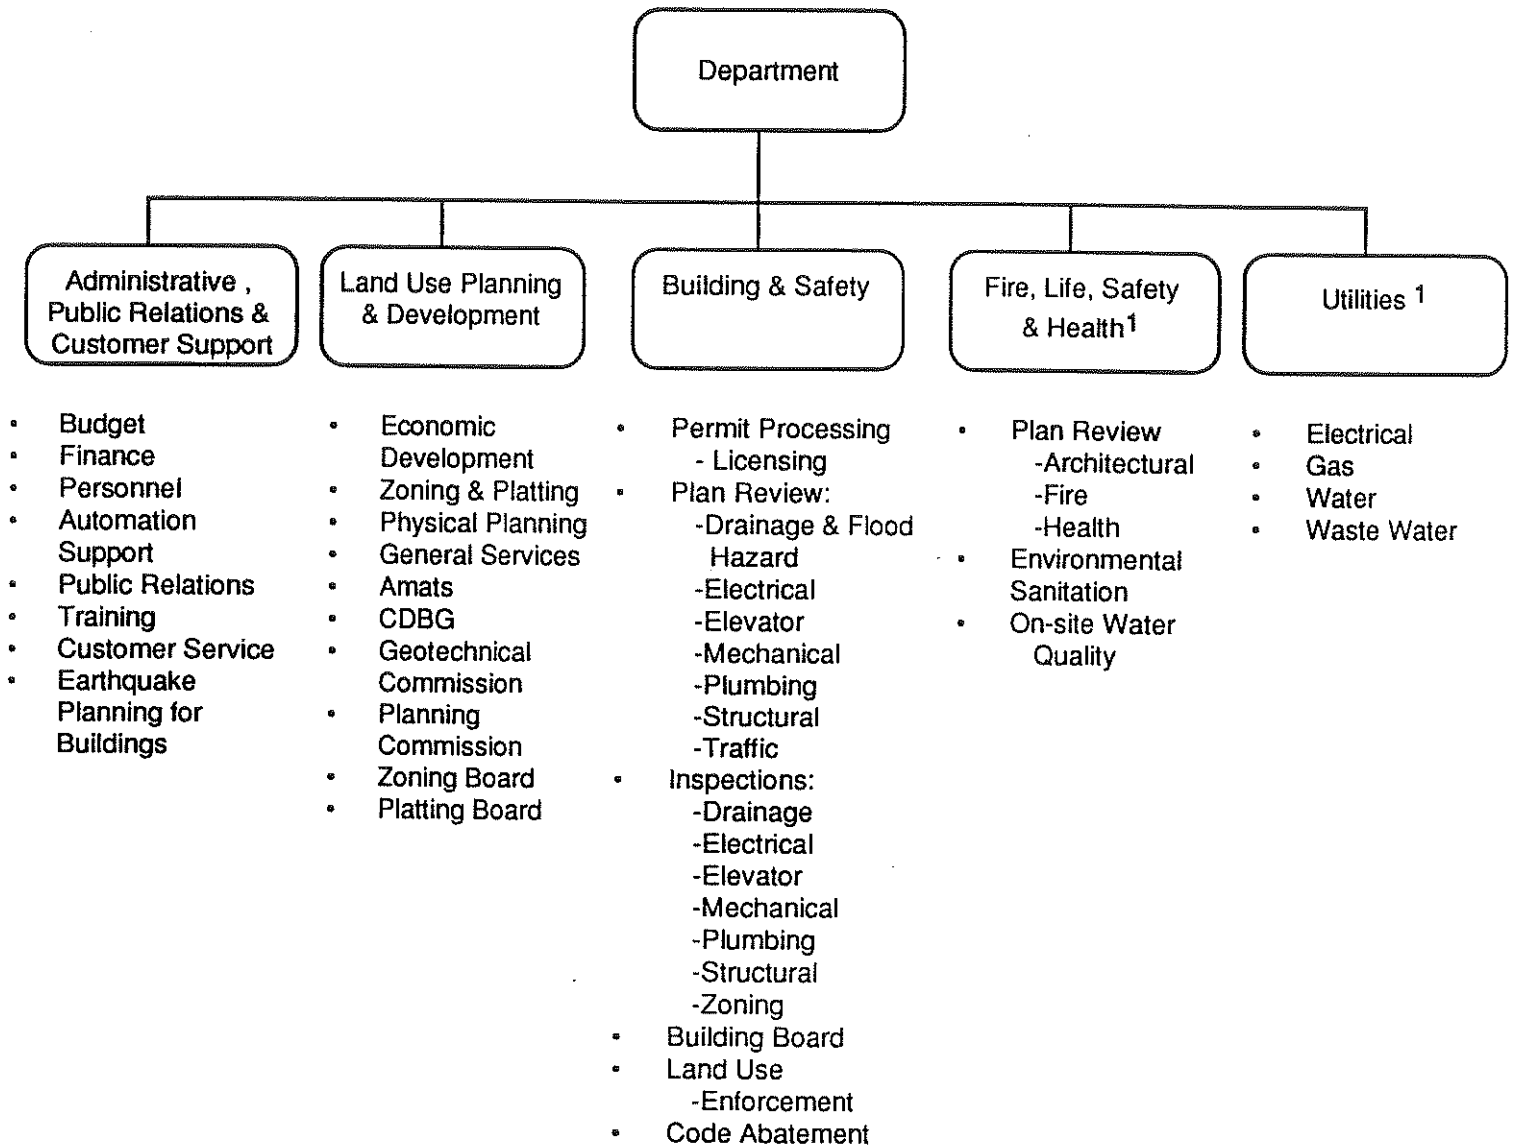 Department
Administrative ,
Public Relations &
Customer Support
Land Use Planning
& Development
Building & Safety
Fire, Life, Safety
& Health1
Utilities 1
• Budget
• Finance
• Personnel
• Automation
Support
• Public Relations
• Training
• Customer Service
• Earthquake
Planning for
Buildings
• Economic
Development
• Zoning & Platting
• Physical Planning
• General Services
• Amats
• CDBG
• Geotechnical
Commission
• Planning
Commission
• Zoning Board
• Platting Board
• Permit Processing
- Licensing
• Plan Review:
-Drainage & Flood
Hazard
-Electrical
-Elevator
-Mechanical
-Plumbing
-Structural
-Traffic
• Inspections:
-Drainage
-Electrical
-Elevator
-Mechanical
-Plumbing
-Structural
-Zoning
• Building Board
• Land Use
-Enforcement
• Code Abatement
• Plan Review
-Architectural
-Fire
-Health
• Environmental
Sanitation
• On-site Water
Quality
• Electrical
• Gas
• Water
• Waste Water